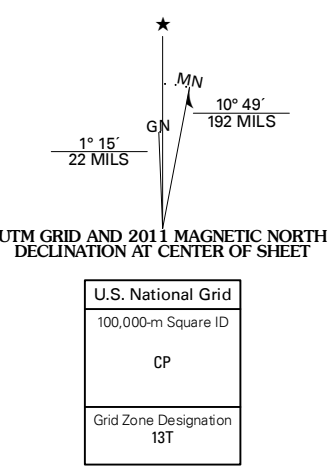 ★
MN
GN
10° 49´
192 MILS
1° 15´
22 MILS
UTM GRID AND 2011 MAGNETIC NORTH
DECLINATION AT CENTER OF SHEET
U.S. National Grid
100,000-m Square ID
CP
Grid Zone Designation
13T